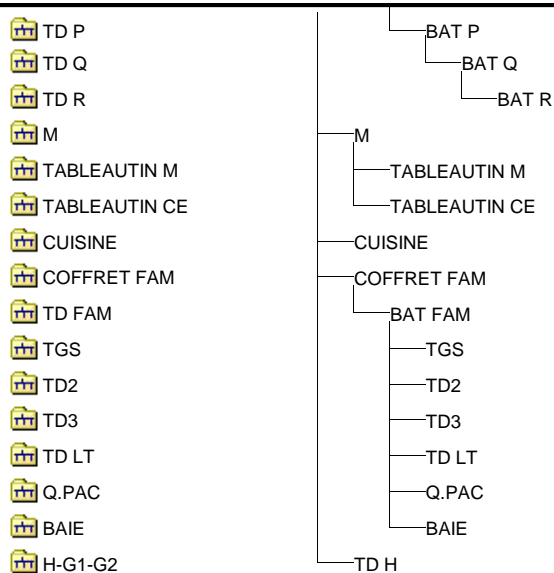 TD P
TD Q
TD R
M
TABLEAUTIN M
TABLEAUTIN CE
CUISINE
COFFRET FAM
TD FAM
TGS
TD2
TD3
TD LT
Q.PAC
BAIE
H-G1-G2
BAT P
BAT Q
BAT R
M
TABLEAUTIN M
TABLEAUTIN CE
CUISINE
COFFRET FAM
BAT FAM
TGS
TD2
TD3
TD LT
Q.PAC
BAIE
TD H